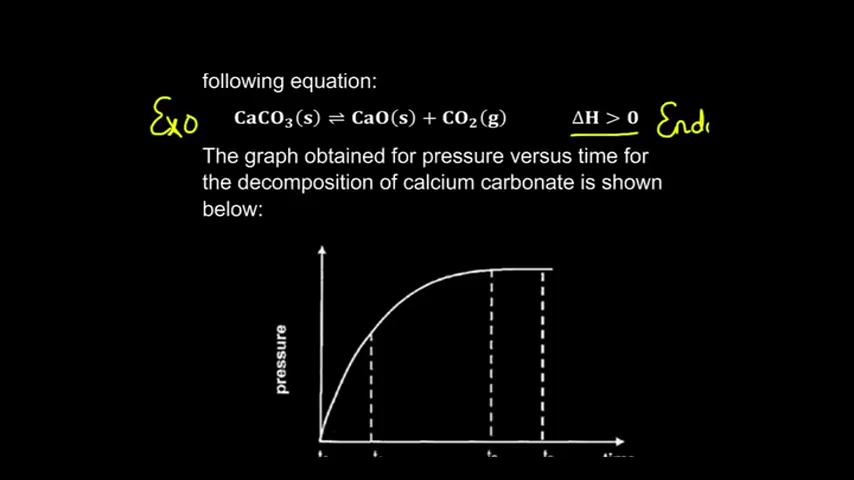 following equation:
Exo CaCO₃(s) ⇌ CaO(s) + CO₂(g) ΔH > 0 Endo
The graph obtained for pressure versus time for
the decomposition of calcium carbonate is shown
below:
pressure